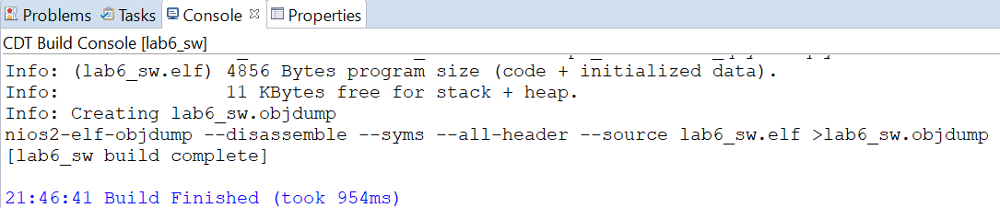 Problems Tasks Console Properties
CDT Build Console [lab6_sw]
Info: (lab6_sw.elf) 4856 Bytes program size (code + initialized data).
Info:               11 KBytes free for stack + heap.
Info: Creating lab6_sw.objdump
nios2-elf-objdump --disassemble --syms --all-header --source lab6_sw.elf >lab6_sw.objdump
[lab6_sw build complete]
21:46:41 Build Finished (took 954ms)